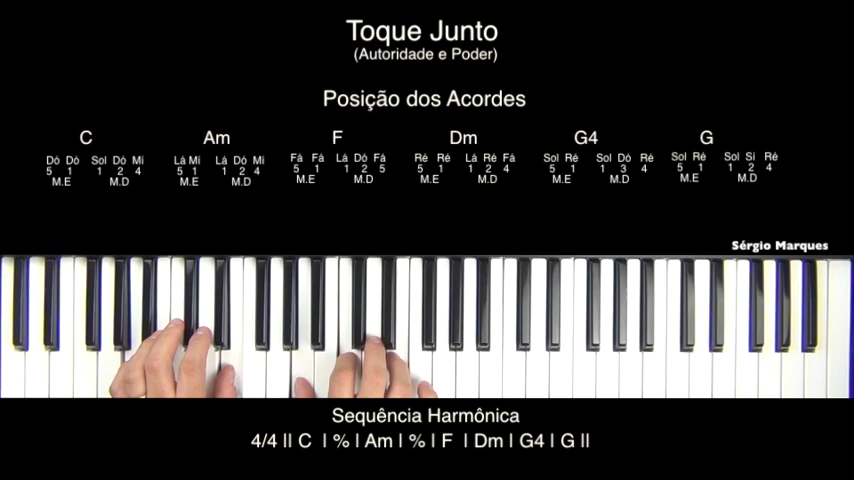 Toque Junto
(Autoridade e Poder)
Posição dos Acordes
C Am F Dm G4 G
Dó Dó Sol Dó Mi Lá Mi Lá Dó Mi Fá Fá Lá Dó Fá Ré Ré Lá Ré Fá Sol Ré Sol Dó Ré Sol Ré Sol Si Ré
5 1 1 2 4 5 1 1 2 4 5 1 1 2 5 5 1 1 2 4 5 1 1 3 4 5 1 1 2 4
M.E M.D M.E M.D M.E M.D M.E M.D M.E M.D M.E M.D
Sérgio Marques
Sequência Harmônica
4/4 || C | % | Am | % | F | Dm | G4 | G ||